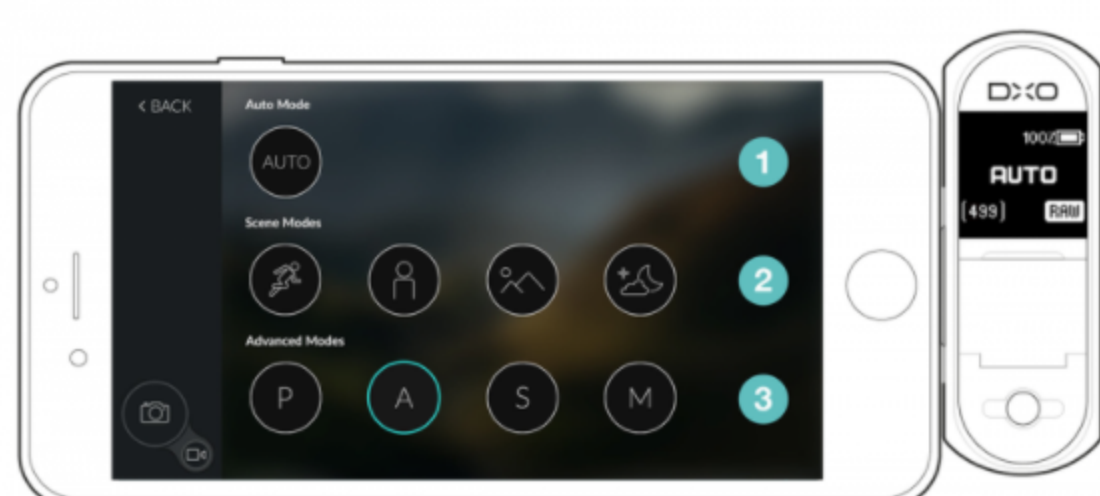 < BACK
Auto Mode
AUTO
1
Scene Modes
2
Advanced Modes
P A S M
3
DXO
100%
AUTO
(499) RAW